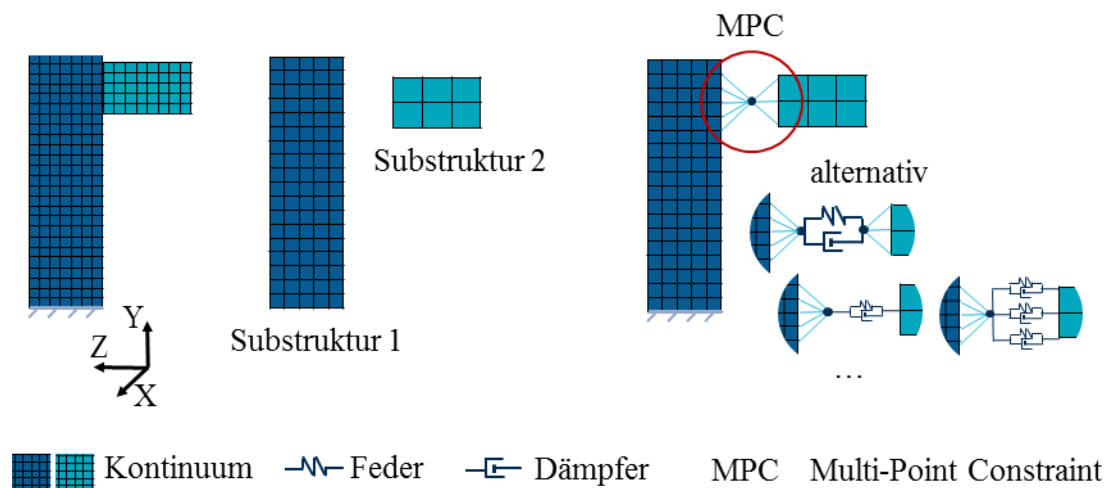 MPC
Substruktur 2
alternativ
Y
Z
X
Substruktur 1
...
Kontinuum Feder Dämpfer MPC Multi-Point Constraint